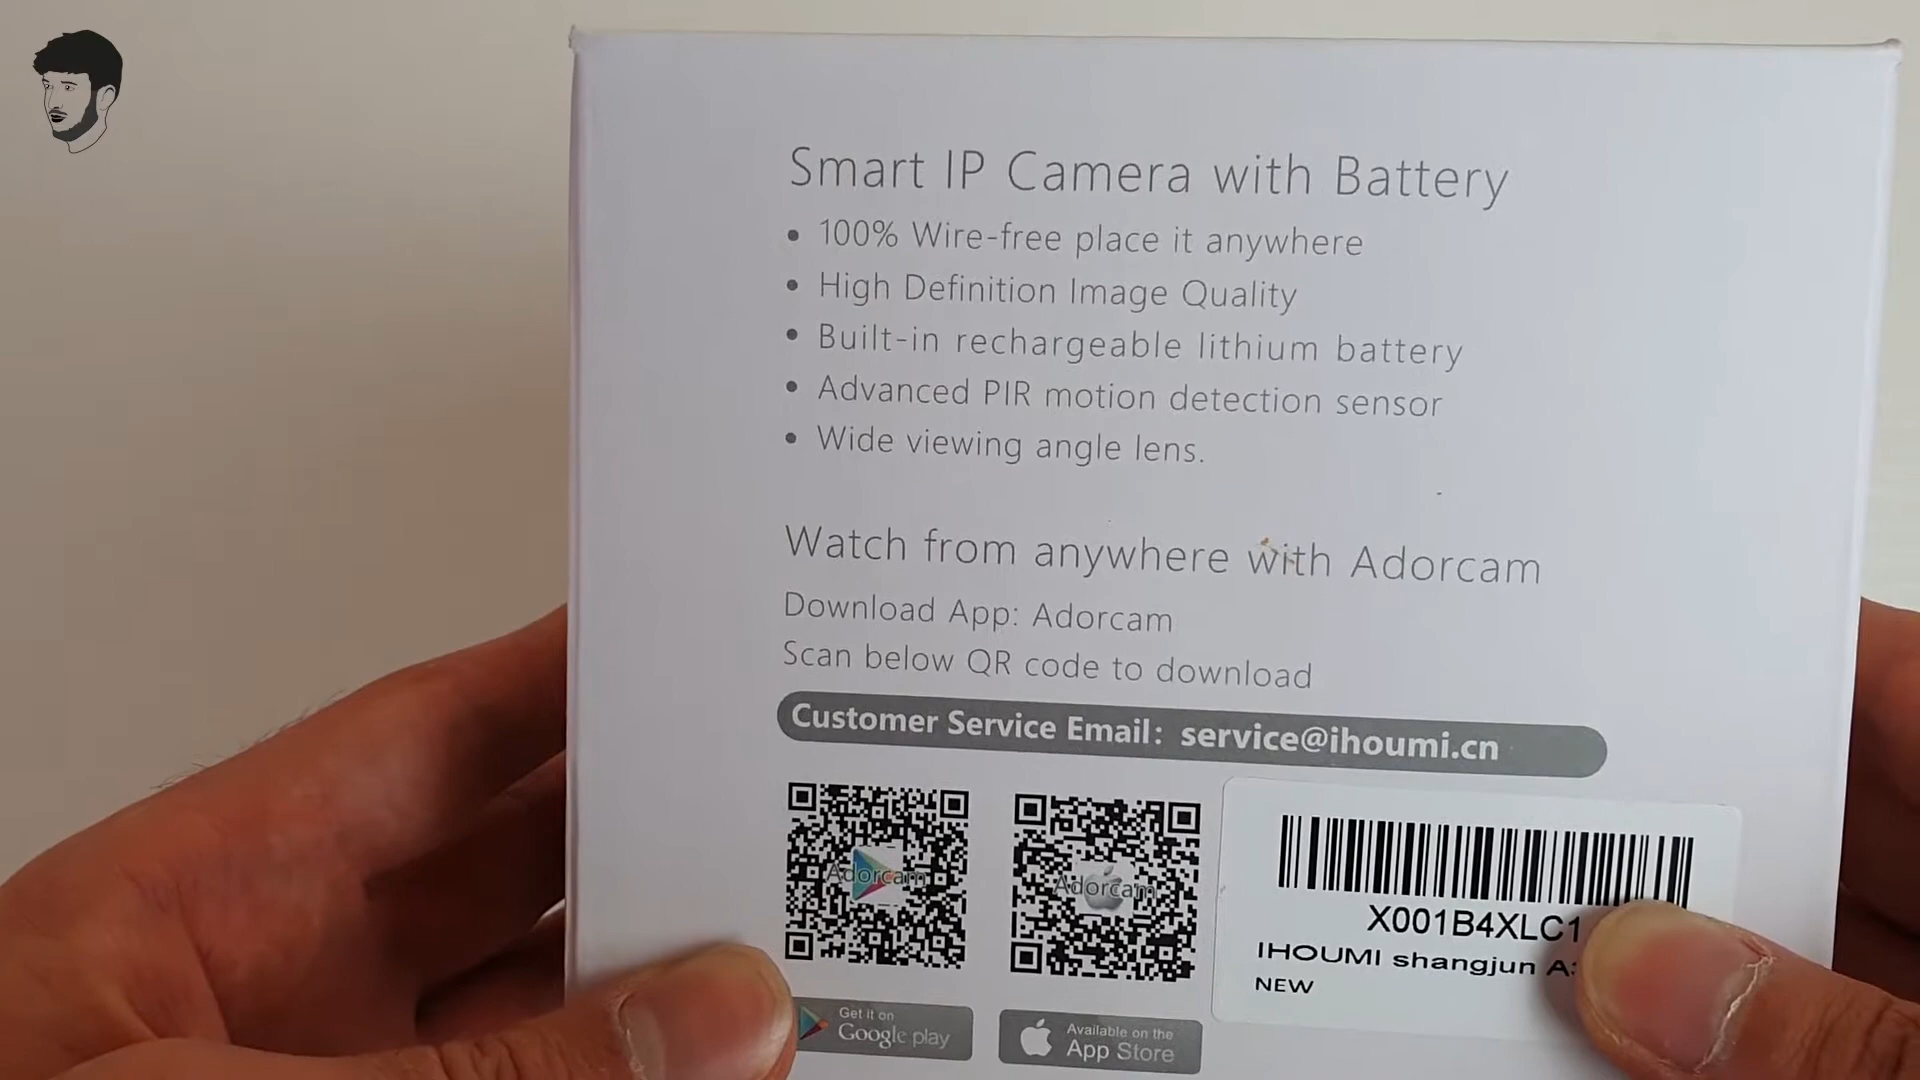 Smart IP Camera with Battery
• 100% Wire-free place it anywhere
• High Definition Image Quality
• Built-in rechargeable lithium battery
• Advanced PIR motion detection sensor
• Wide viewing angle lens.
Watch from anywhere with Adorcam
Download App: Adorcam
Scan below QR code to download
Customer Service Email: service@ihoumi.cn
Adorcam
Adorcam
X001B4XLC1
IHOUMI shangjun
NEW
Get it on
Google play
Available on the
App Store